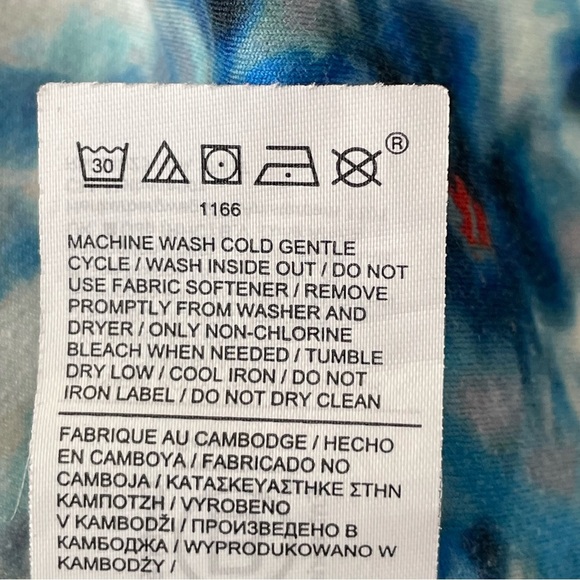 30
®
1166
MACHINE WASH COLD GENTLE
CYCLE / WASH INSIDE OUT / DO NOT
USE FABRIC SOFTENER / REMOVE
PROMPTLY FROM WASHER AND
DRYER / ONLY NON-CHLORINE
BLEACH WHEN NEEDED / TUMBLE
DRY LOW / COOL IRON / DO NOT
IRON LABEL / DO NOT DRY CLEAN
FABRIQUE AU CAMBODGE / HECHO
EN CAMBOYA / FABRICADO NO
CAMBOJA / ΚΑΤΑΣΚΕΥΑΣΤΗΚΕ ΣΤΗΝ
ΚΑΜΠΟΤΖΗ / VYROBENO
V KAMBODŽI / ПРОИЗВЕДЕНО В
КАМБОДЖА / WYPRODUKOWANO W
KAMBODŻY /